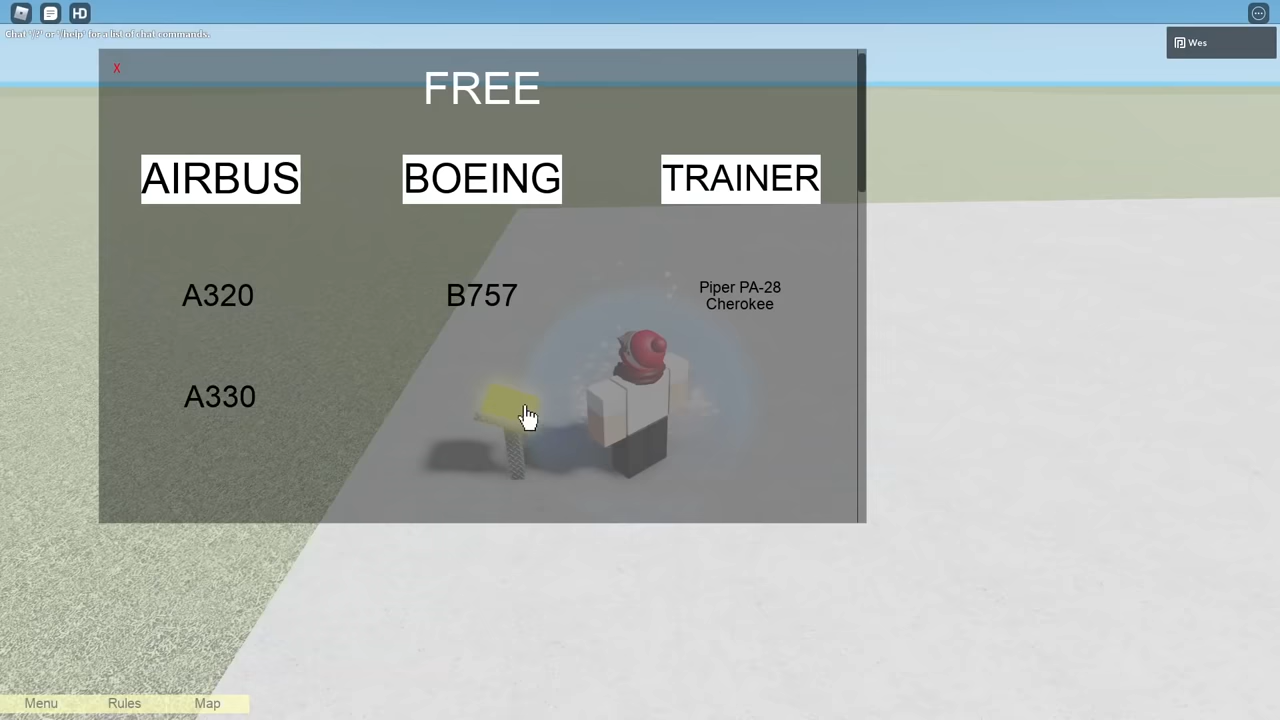 HD
Chat '/?' or '/help' for a list of chat commands.
Wes
X
FREE
AIRBUS
BOEING
TRAINER
A320
B757
Piper PA-28
Cherokee
A330
Menu
Rules
Map